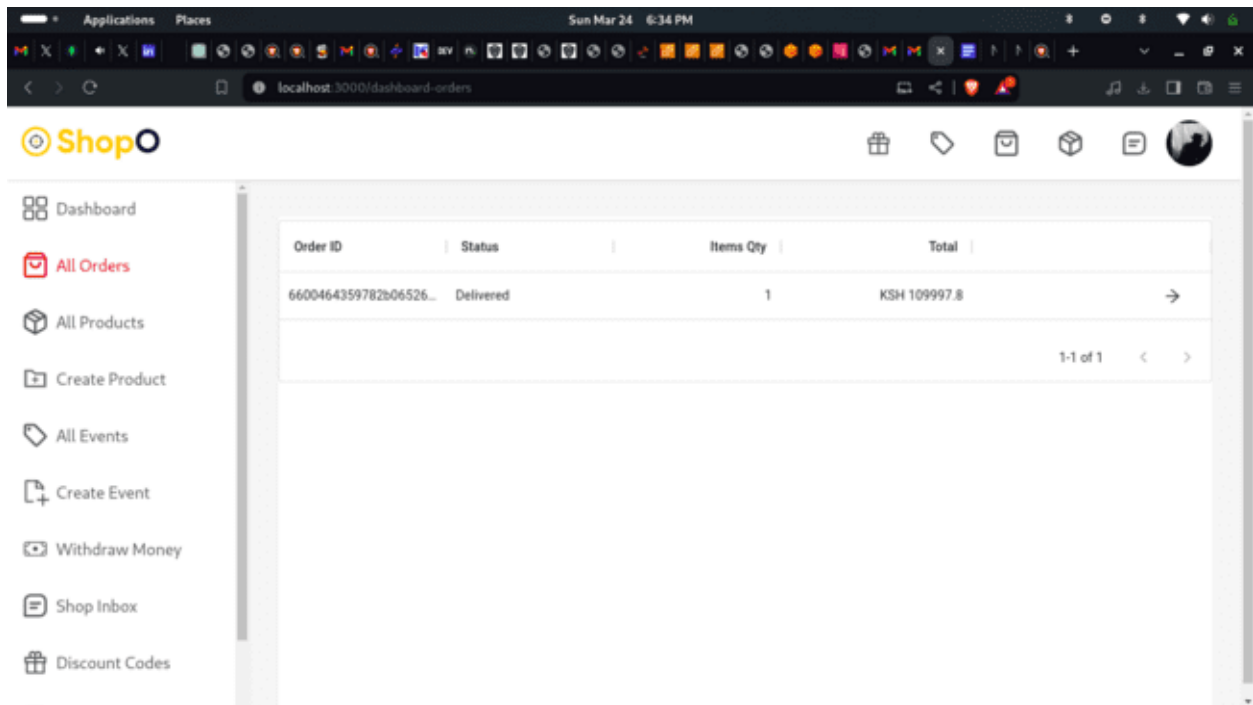 Applications Places Sun Mar 24 6:34 PM
localhost:3000/dashboard-orders
ShopO
Dashboard
All Orders
All Products
Create Product
All Events
Create Event
Withdraw Money
Shop Inbox
Discount Codes
Order ID Status Items Qty Total
6600464359782b06526... Delivered 1 KSH 109997.8
1-1 of 1